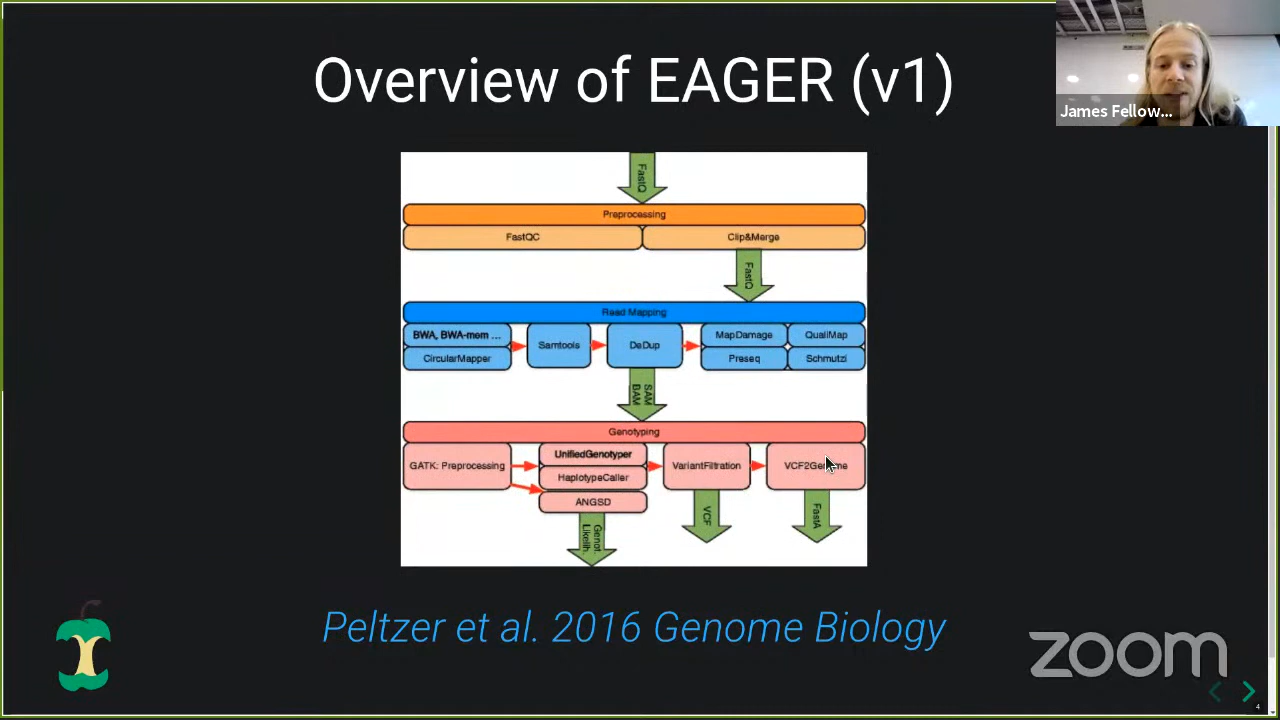 Overview of EAGER (v1)
James Fellow...
FastQ
Preprocessing
FastQC
Clip&Merge
FastQ
Read Mapping
BWA, BWA-mem ...
CircularMapper
Samtools
DeDup
MapDamage
QualiMap
Preseq
Schmutzi
SAM
BAM
Genotyping
GATK: Preprocessing
UnifiedGenotyper
HaplotypeCaller
ANGSD
VariantFiltration
VCF2Genome
Genot.
Likelih.
VCF
FastA
Peltzer et al. 2016 Genome Biology
zoom
4